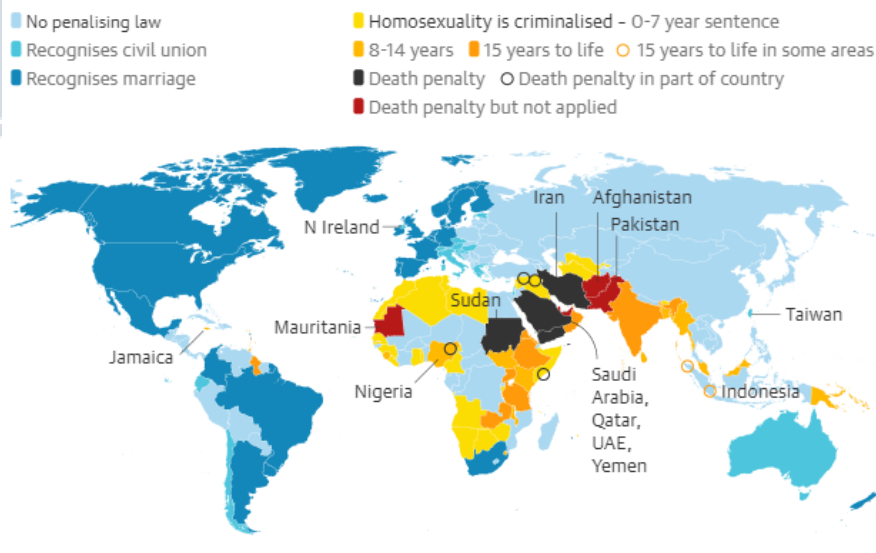 No penalising law
Recognises civil union
Recognises marriage
Homosexuality is criminalised - 0-7 year sentence
8-14 years 15 years to life 15 years to life in some areas
Death penalty Death penalty in part of country
Death penalty but not applied
Iran Afghanistan
Pakistan
N Ireland
Sudan
Mauritania
Taiwan
Jamaica
Nigeria
Saudi
Arabia,
Qatar,
UAE,
Yemen
Indonesia